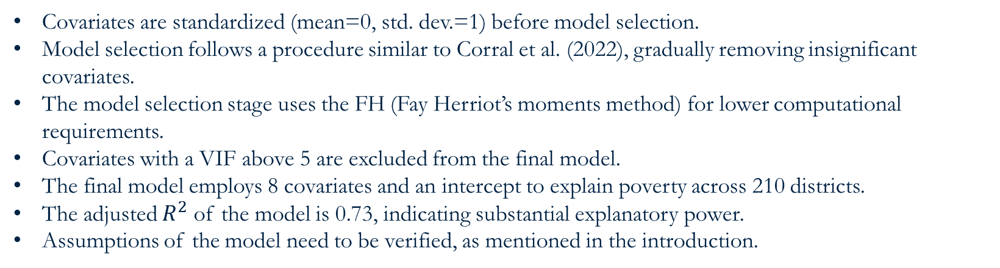 • Covariates are standardized (mean=0, std. dev.=1) before model selection.
• Model selection follows a procedure similar to Corral et al. (2022), gradually removing insignificant
covariates.
• The model selection stage uses the FH (Fay Herriot’s moments method) for lower computational
requirements.
• Covariates with a VIF above 5 are excluded from the final model.
• The final model employs 8 covariates and an intercept to explain poverty across 210 districts.
• The adjusted R² of the model is 0.73, indicating substantial explanatory power.
• Assumptions of the model need to be verified, as mentioned in the introduction.